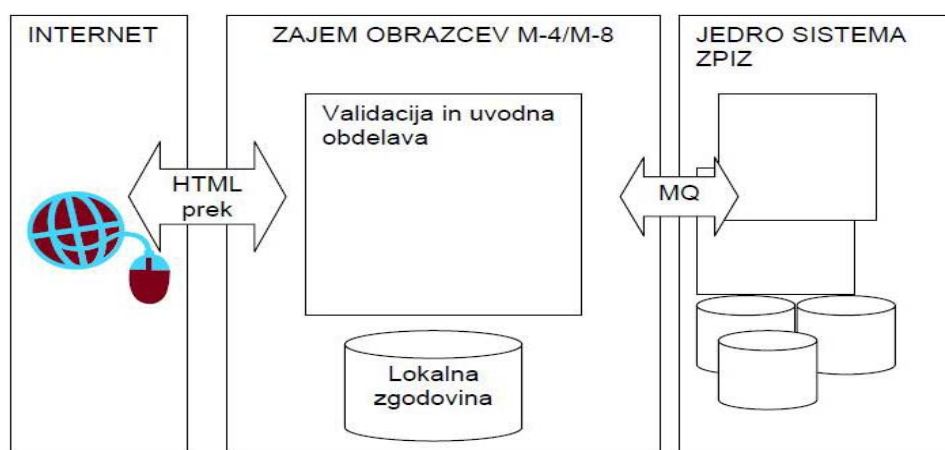 INTERNET
ZAJEM OBRAZCEV M-4/M-8
JEDRO SISTEMA
ZPIZ
Validacija in uvodna
obdelava
HTML
prek
MQ
Lokalna
zgodovina